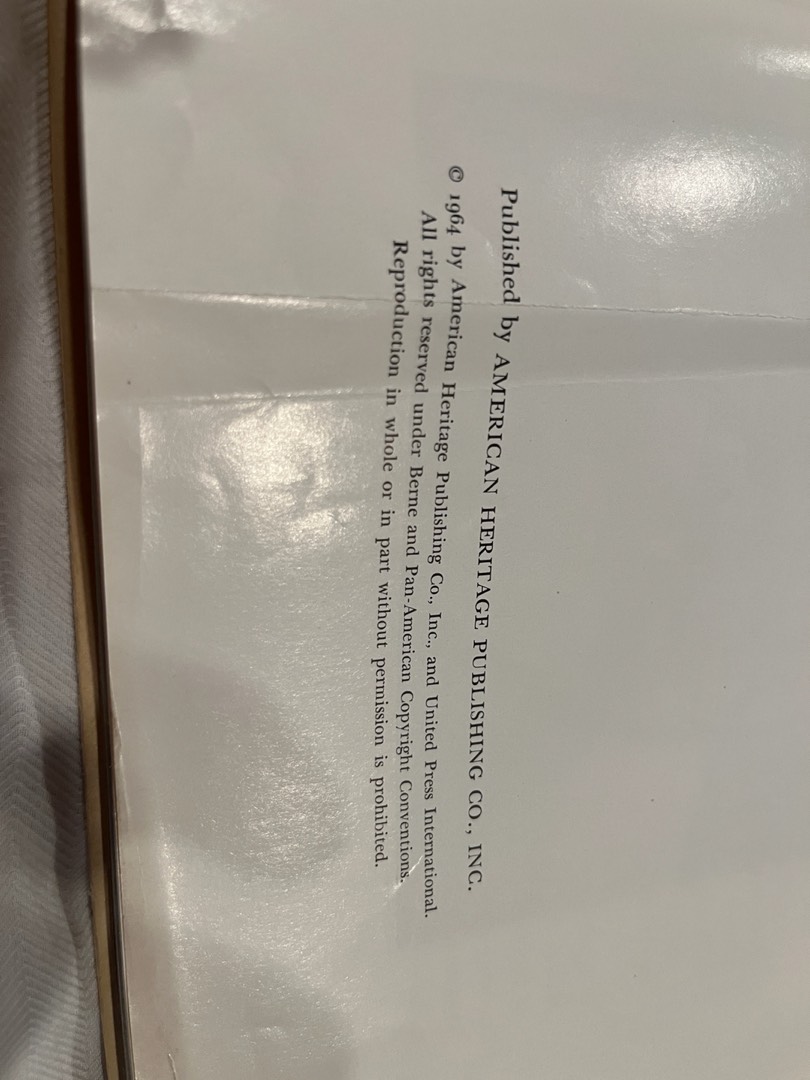 Published by AMERICAN HERITAGE PUBLISHING CO., INC.
© 1964 by American Heritage Publishing Co., Inc., and United Press International.
All rights reserved under Berne and Pan-American Copyright Conventions.
Reproduction in whole or in part without permission is prohibited.